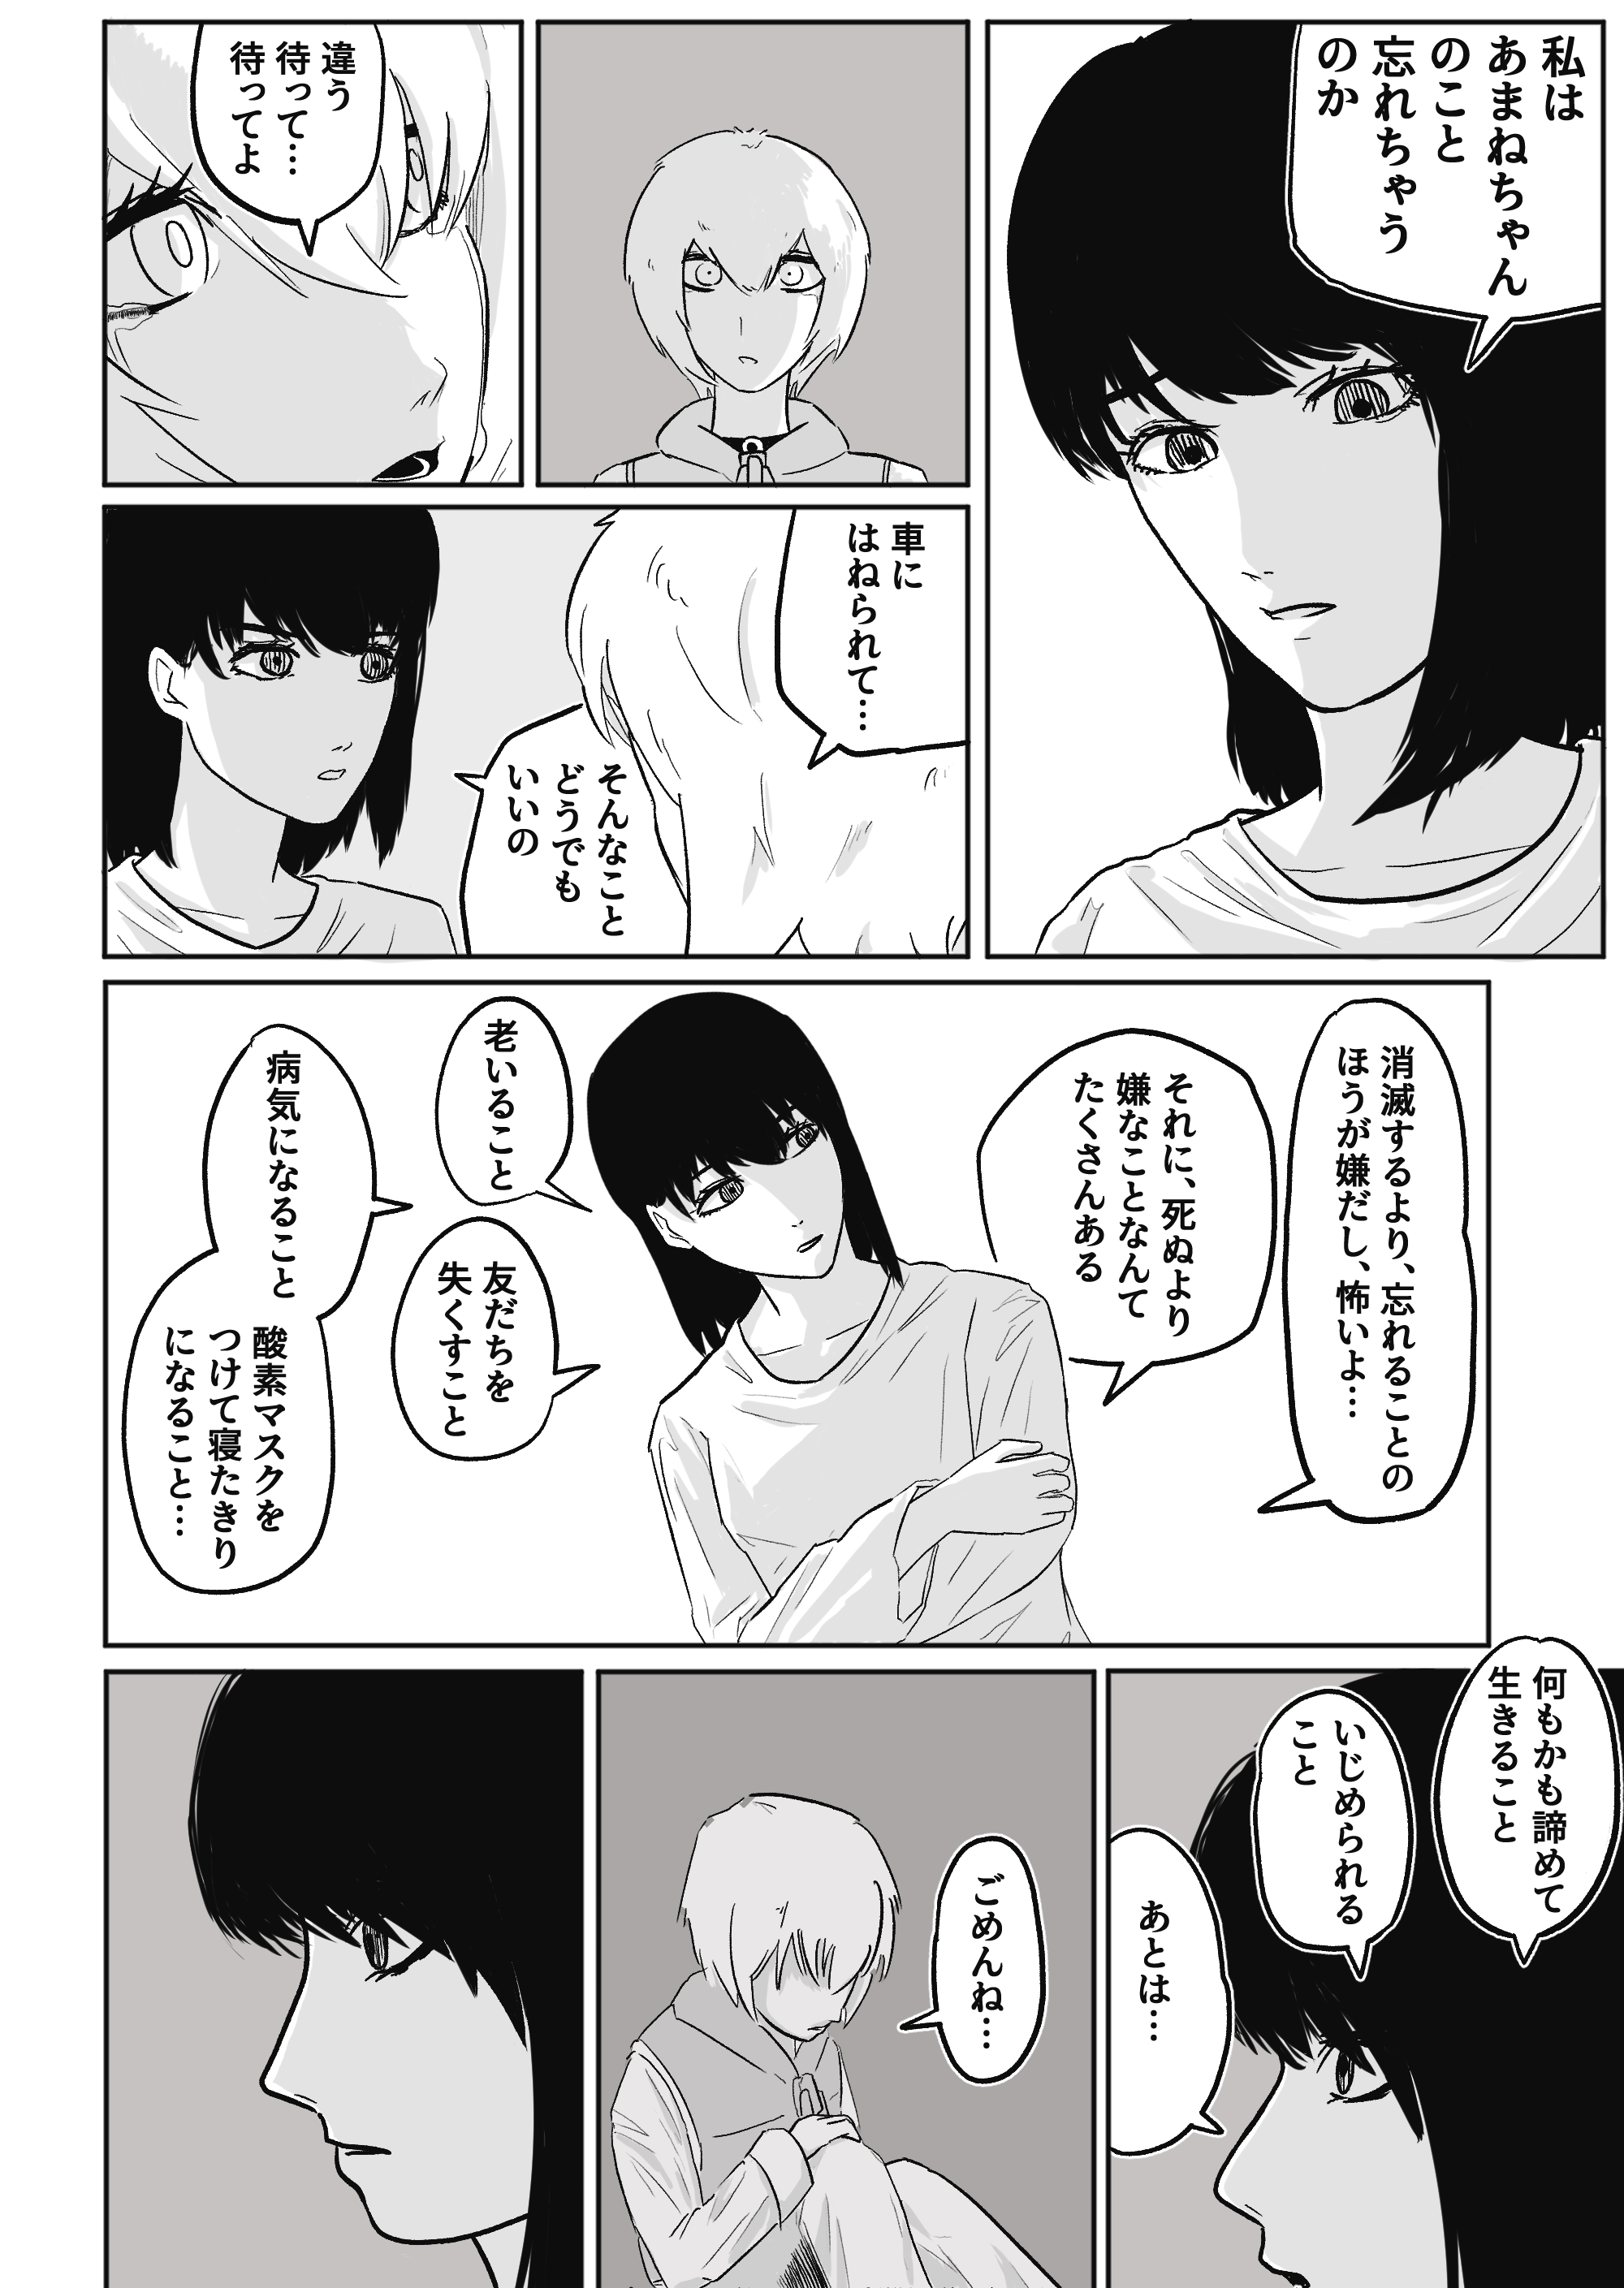 私は
あまねちゃん
のこと
忘れちゃう
のか
違う
待って…
待ってよ
車に
はねられて…
そんなこと
どうでも
いいの
消滅するより、忘れることの
ほうが嫌だし、怖いよ…
それに、死ぬより
嫌なことなんて
たくさんある
老いること
友だちを
失くすこと
病気になること
酸素マスクを
つけて寝たきり
になること…
何もかも諦めて
生きること
いじめられる
こと
あとは…
ごめんね…